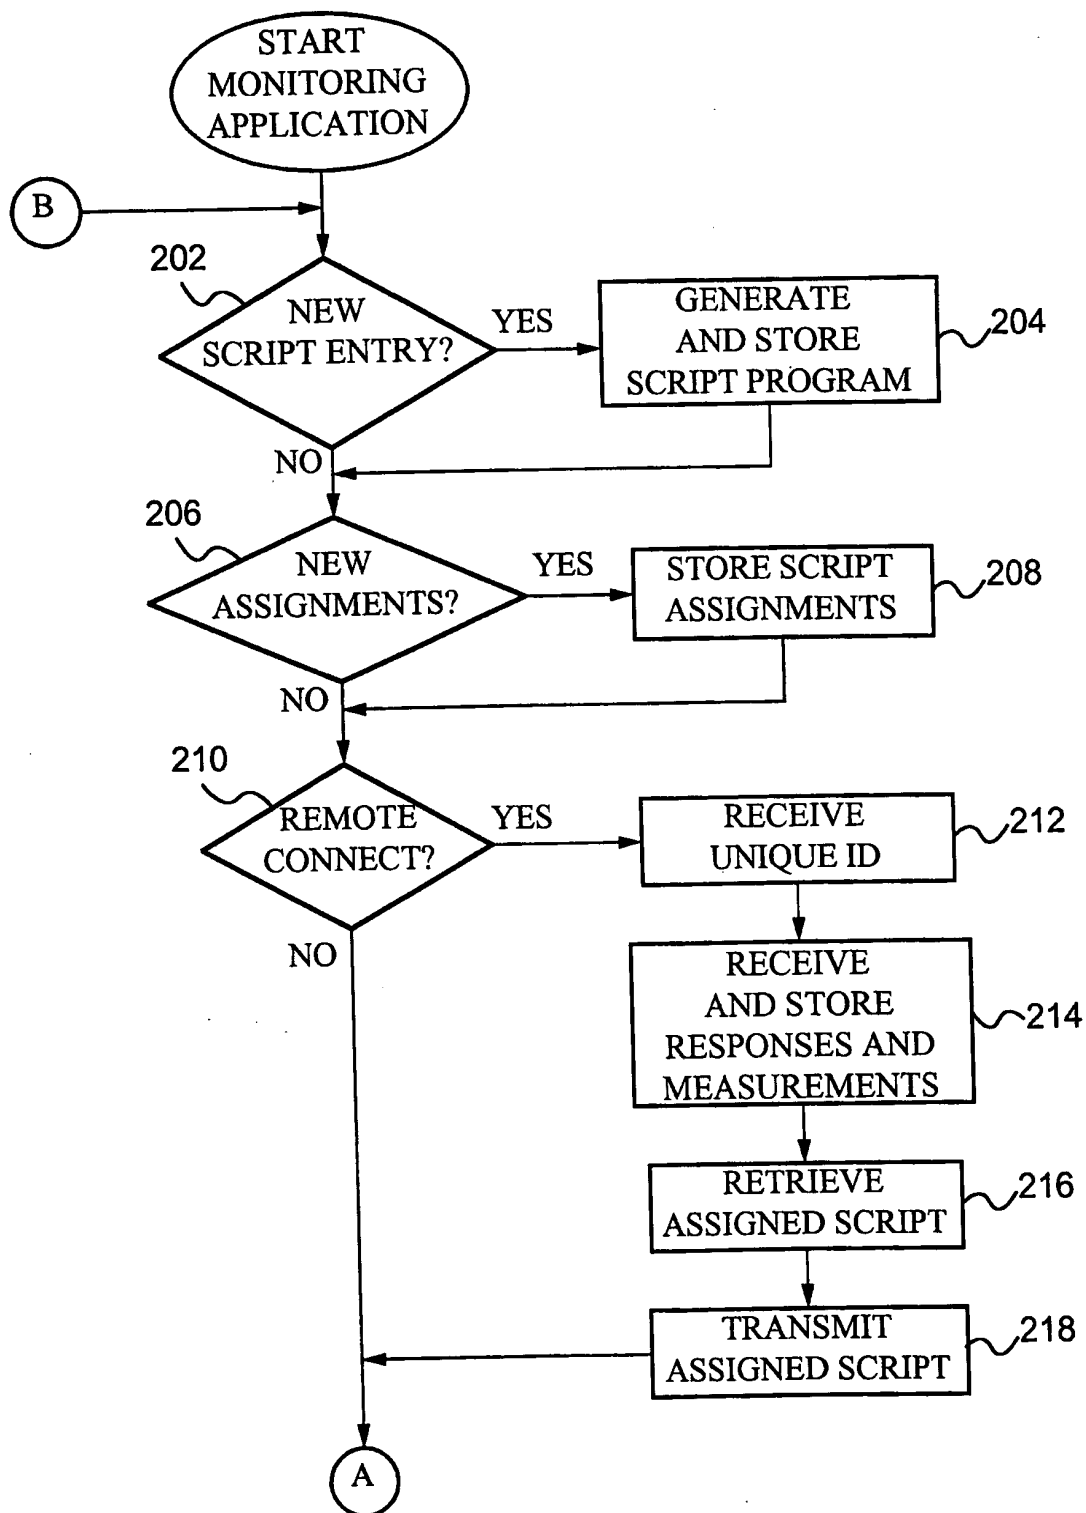 START
MONITORING
APPLICATION
B
202
NEW
SCRIPT ENTRY?
YES
GENERATE
AND STORE
SCRIPT PROGRAM
204
NO
206
NEW
ASSIGNMENTS?
YES
STORE SCRIPT
ASSIGNMENTS
208
NO
210
REMOTE
CONNECT?
YES
RECEIVE
UNIQUE ID
212
NO
RECEIVE
AND STORE
RESPONSES AND
MEASUREMENTS
214
RETRIEVE
ASSIGNED SCRIPT
216
TRANSMIT
ASSIGNED SCRIPT
218
A